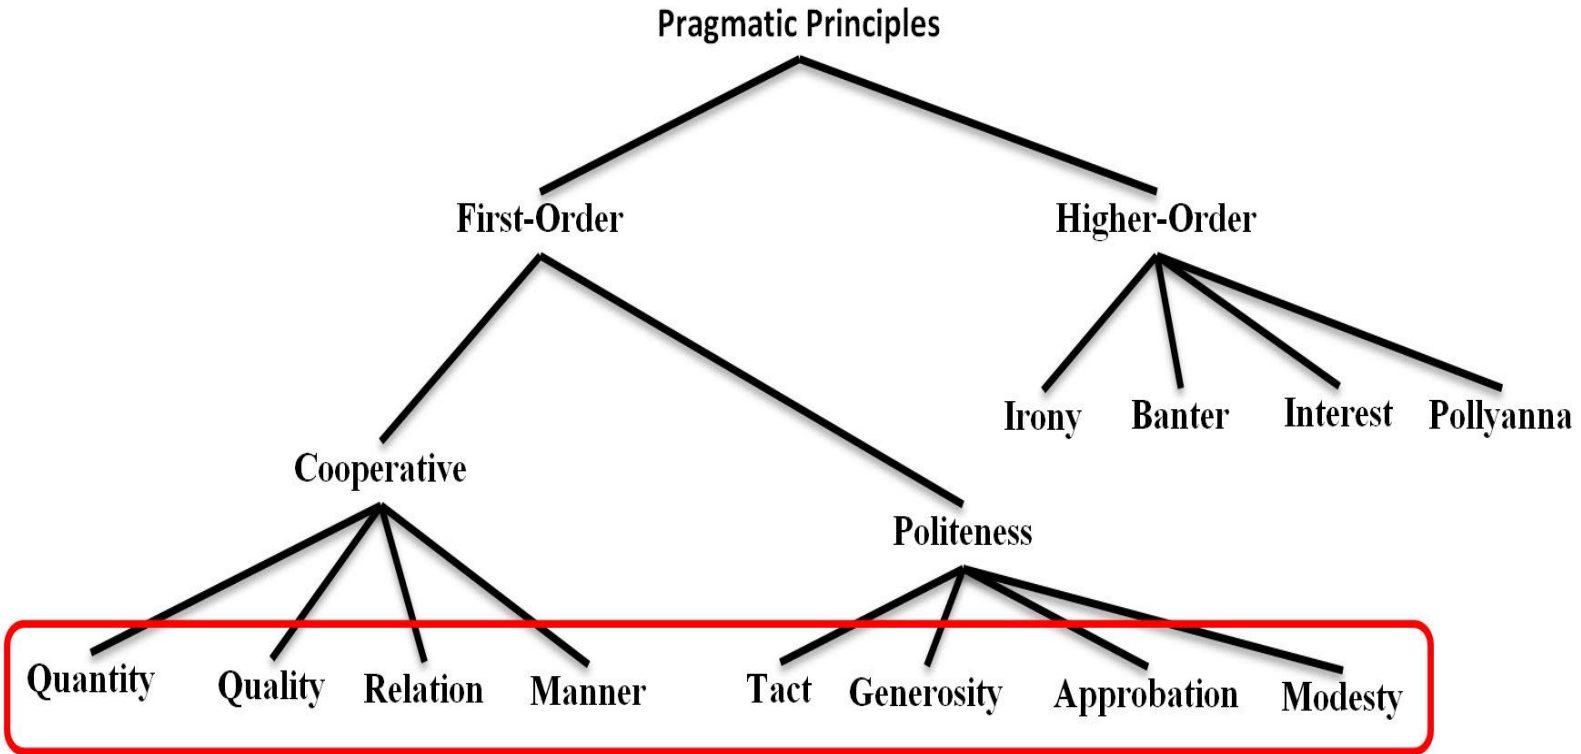 Pragmatic Principles
First-Order Higher-Order
Irony Banter Interest Pollyanna
Cooperative
Politeness
Quantity Quality Relation Manner Tact Generosity Approbation Modesty